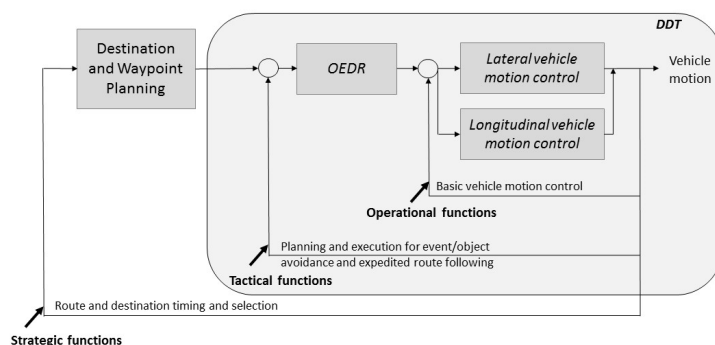 DDT
Destination
and Waypoint
Planning
OEDR
Lateral vehicle
motion control
Vehicle
motion
Longitudinal vehicle
motion control
Basic vehicle motion control
Operational functions
Planning and execution for event/object
avoidance and expedited route following
Tactical functions
Route and destination timing and selection
Strategic functions